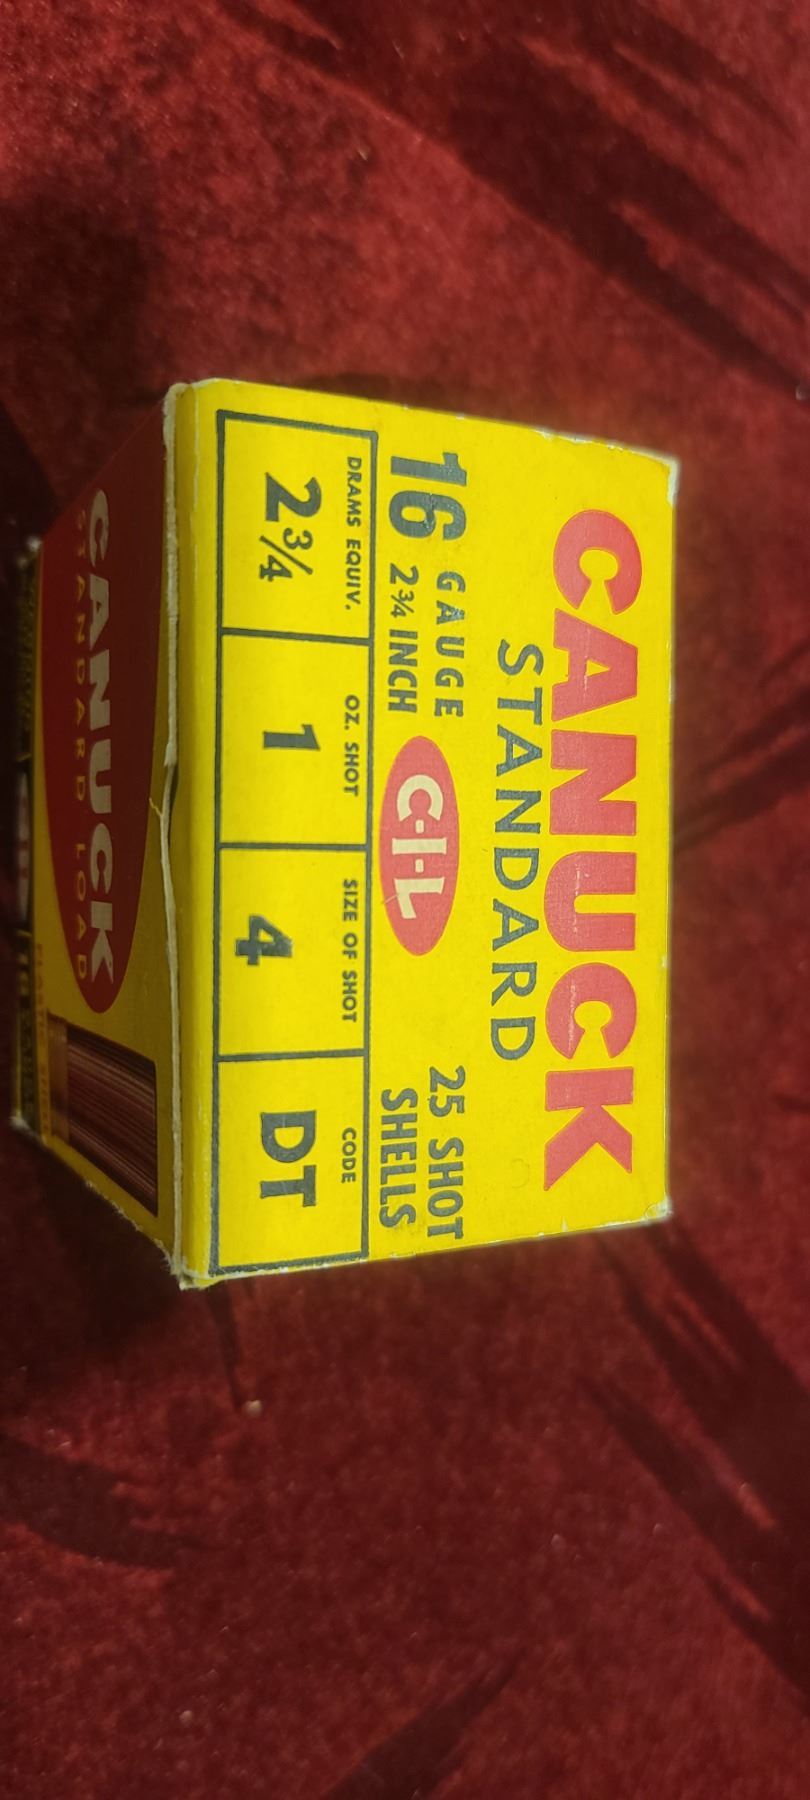 CANUCK
STANDARD
16 GAUGE
2¾ INCH
C-I-L
25 SHOT
SHELLS
DRAMS EQUIV.
2¾
OZ. SHOT
1
SIZE OF SHOT
4
CODE
DT
CANUCK
STANDARD LOAD